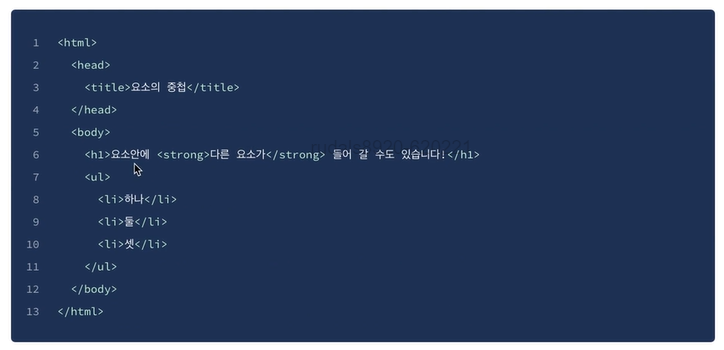 1 <html>
2 <head>
3 <title>요소의 중첩</title>
4 </head>
5 <body>
6 <h1>요소안에 <strong>다른 요소가</strong> 들어 갈 수도 있습니다!</h1>
7 <ul>
8 <li>하나</li>
9 <li>둘</li>
10 <li>셋</li>
11 </ul>
12 </body>
13 </html>